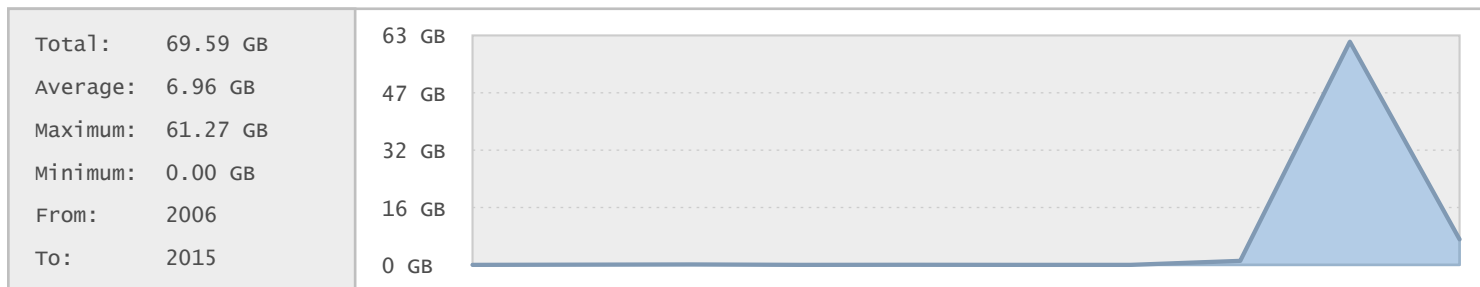 Total: 69.59 GB
Average: 6.96 GB
Maximum: 61.27 GB
Minimum: 0.00 GB
From: 2006
To: 2015
63 GB
47 GB
32 GB
16 GB
0 GB